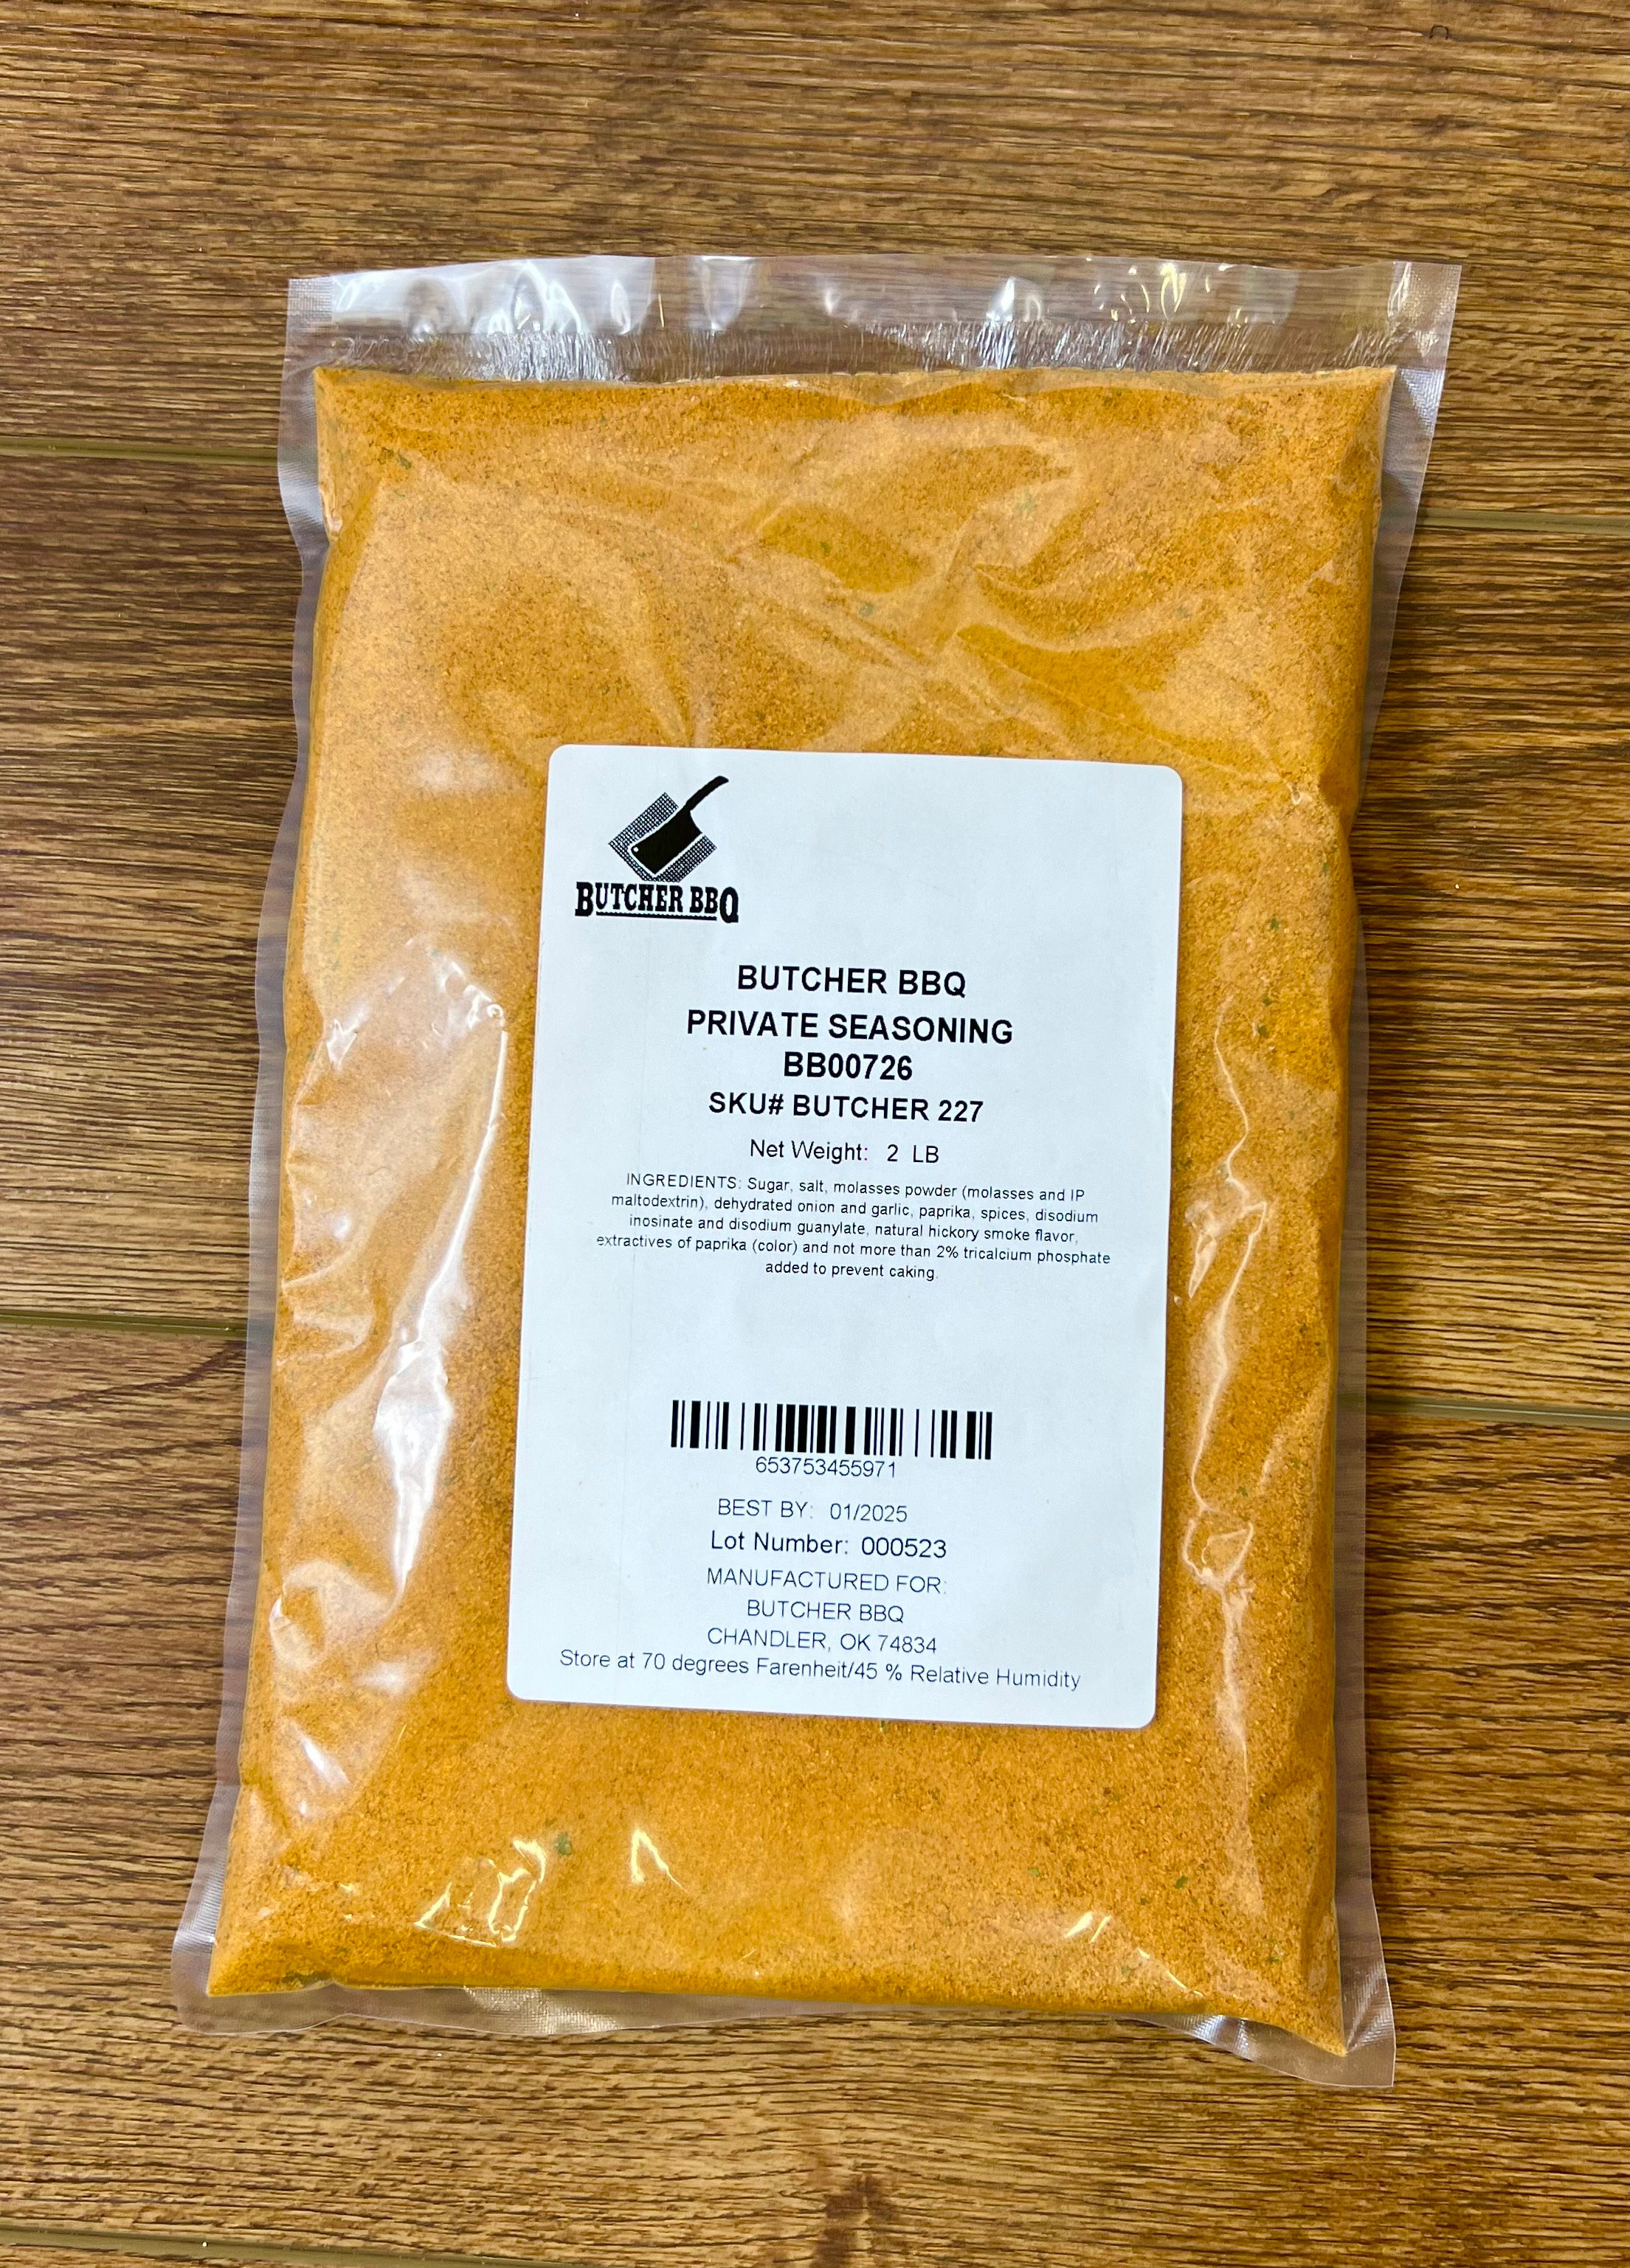 BUTCHER BBQ
BUTCHER BBQ
PRIVATE SEASONING
BB00726
SKU# BUTCHER 227
Net Weight: 2 LB
INGREDIENTS: Sugar, salt, molasses powder (molasses and IP
maltodextrin), dehydrated onion and garlic, paprika, spices, disodium
inosinate and disodium guanylate, natural hickory smoke flavor,
extractives of paprika (color) and not more than 2% tricalcium phosphate
added to prevent caking.
653753455971
BEST BY: 01/2025
Lot Number: 000523
MANUFACTURED FOR:
BUTCHER BBQ
CHANDLER, OK 74834
Store at 70 degrees Farenheit/45 % Relative Humidity